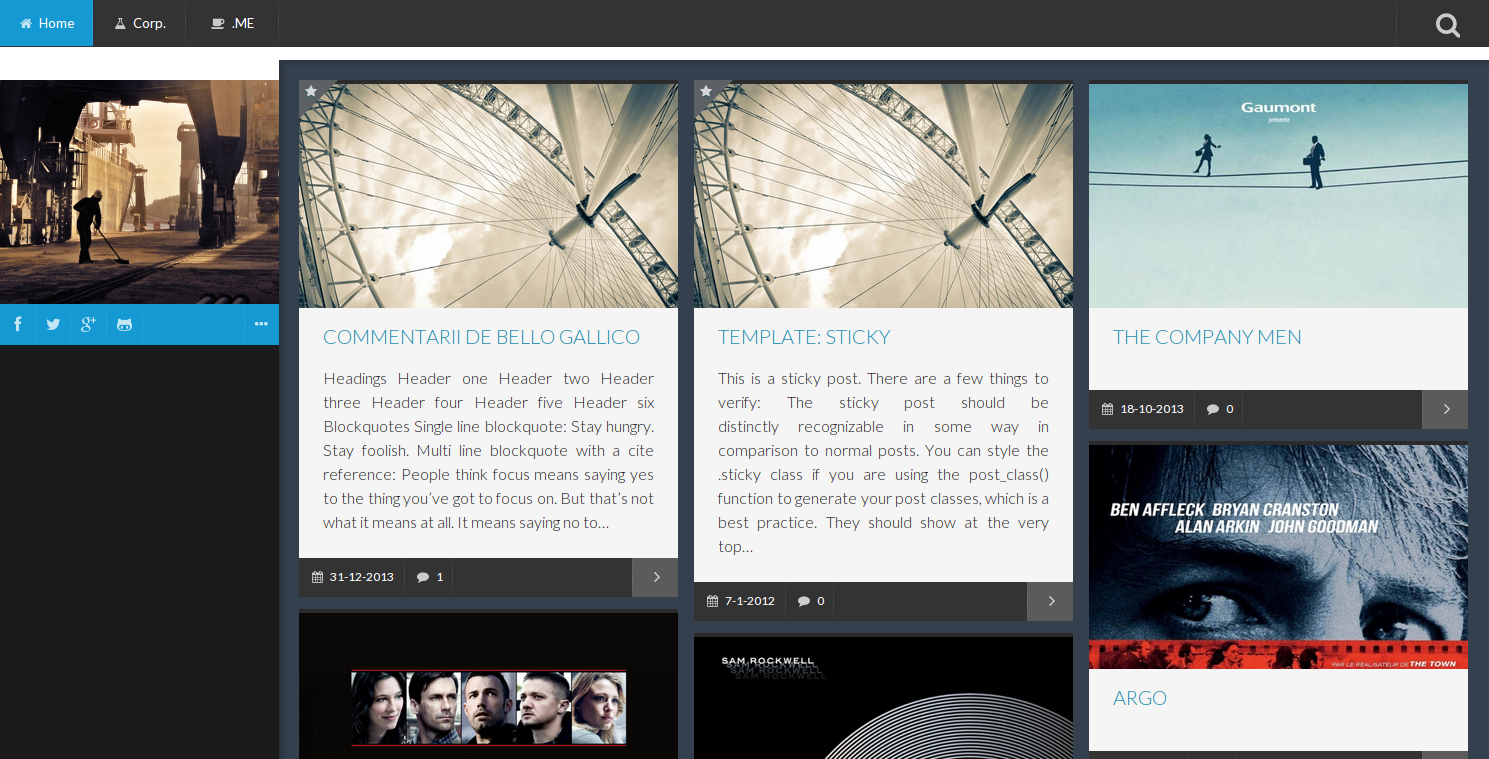 Home
Corp.
.ME
COMMENTARII DE BELLO GALLICO
Headings Header one Header two Header
three Header four Header five Header six
Blockquotes Single line blockquote: Stay hungry.
Stay foolish. Multi line blockquote with a cite
reference: People think focus means saying yes
to the thing you’ve got to focus on. But that’s not
what it means at all. It means saying no to…
31-12-2013
1
TEMPLATE: STICKY
This is a sticky post. There are a few things to
verify: The sticky post should be
distinctly recognizable in some way in
comparison to normal posts. You can style the
.sticky class if you are using the post_class()
function to generate your post classes, which is a
best practice. They should show at the very
top…
7-1-2012
0
SAM ROCKWELL
SAM ROCKWELL
SAM ROCKWELL
SAM ROCKWELL
Gaumont
présente
THE COMPANY MEN
18-10-2013
0
BEN AFFLECK BRYAN CRANSTON
ALAN ARKIN JOHN GOODMAN
PAR LE RÉALISATEUR DE THE TOWN
ARGO